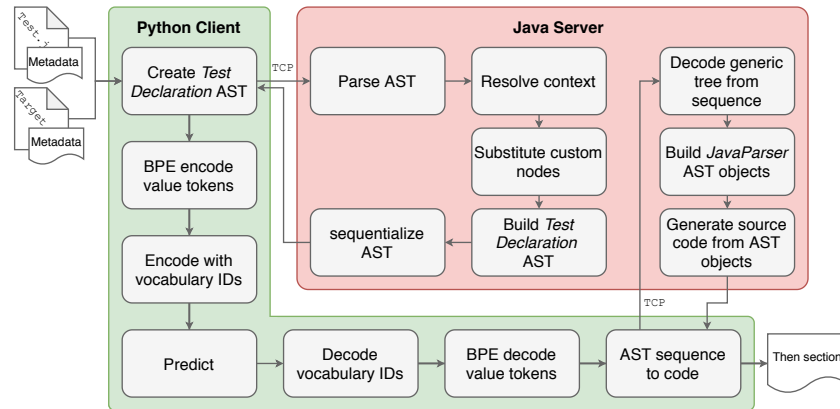 Python Client
Java Server
Test.j
Metadata
Target
Metadata
Create Test
Declaration AST
TCP
Parse AST
Resolve context
Decode generic
tree from
sequence
BPE encode
value tokens
Substitute custom
nodes
Build JavaParser
AST objects
Encode with
vocabulary IDs
sequentialize
AST
Build Test
Declaration
AST
Generate source
code from AST
objects
TCP
Predict
Decode
vocabulary IDs
BPE decode
value tokens
AST sequence
to code
Then section